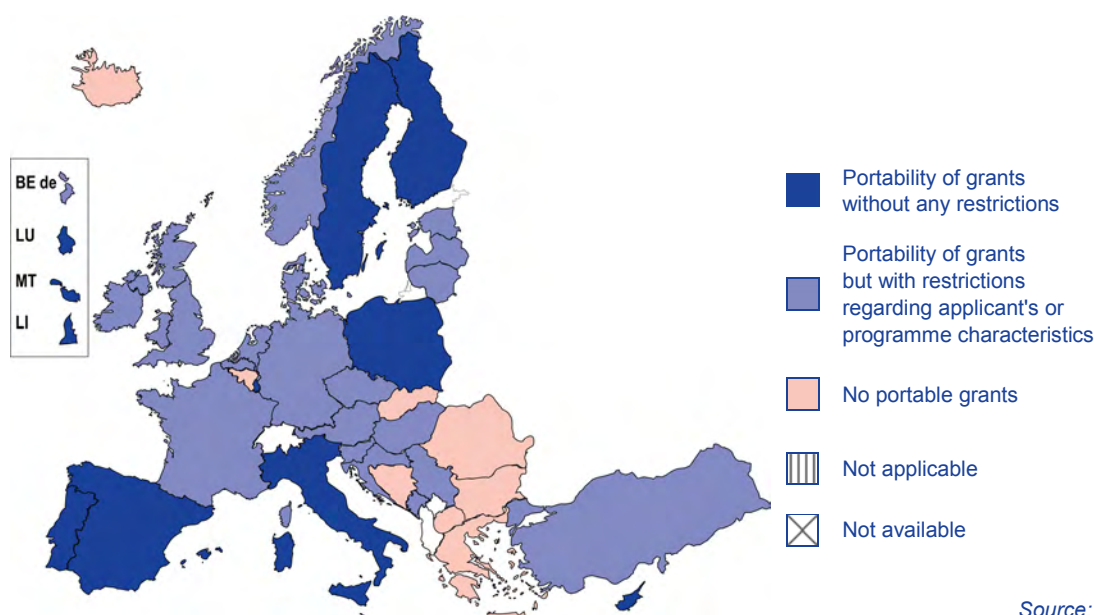 BE de
LU
MT
LI
Portability of grants
without any restrictions
Portability of grants
but with restrictions
regarding applicant's or
programme characteristics
No portable grants
Not applicable
Not available
Source: